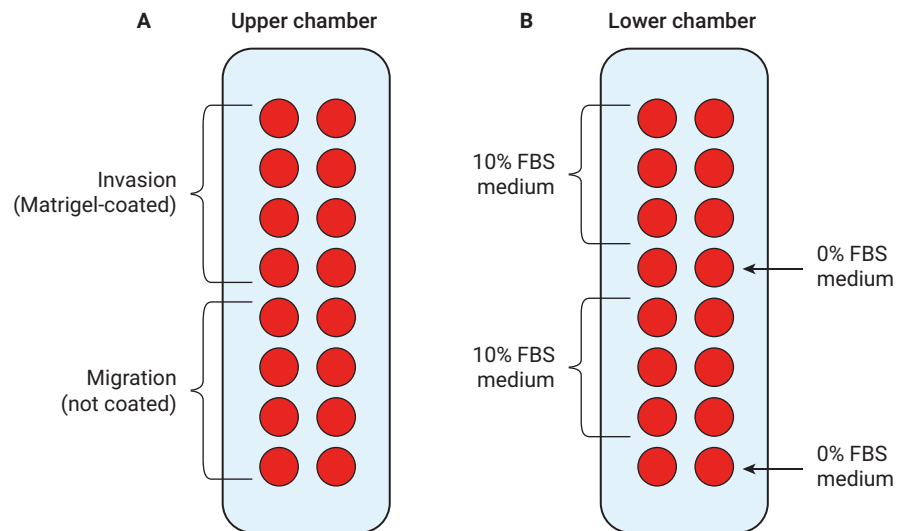 A
Upper chamber
Invasion
(Matrigel-coated)
Migration
(not coated)
B
Lower chamber
10% FBS
medium
0% FBS
medium
10% FBS
medium
0% FBS
medium